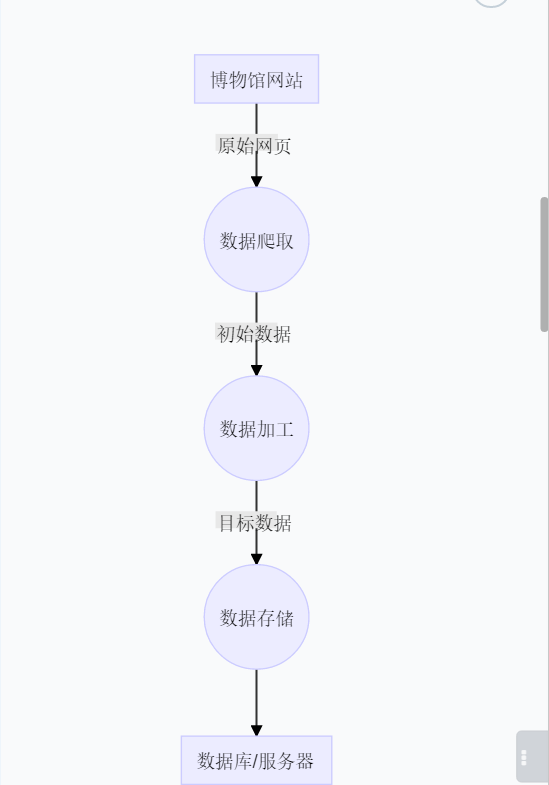 博物馆网站
原始网页
数据爬取
初始数据
数据加工
目标数据
数据存储
数据库/服务器